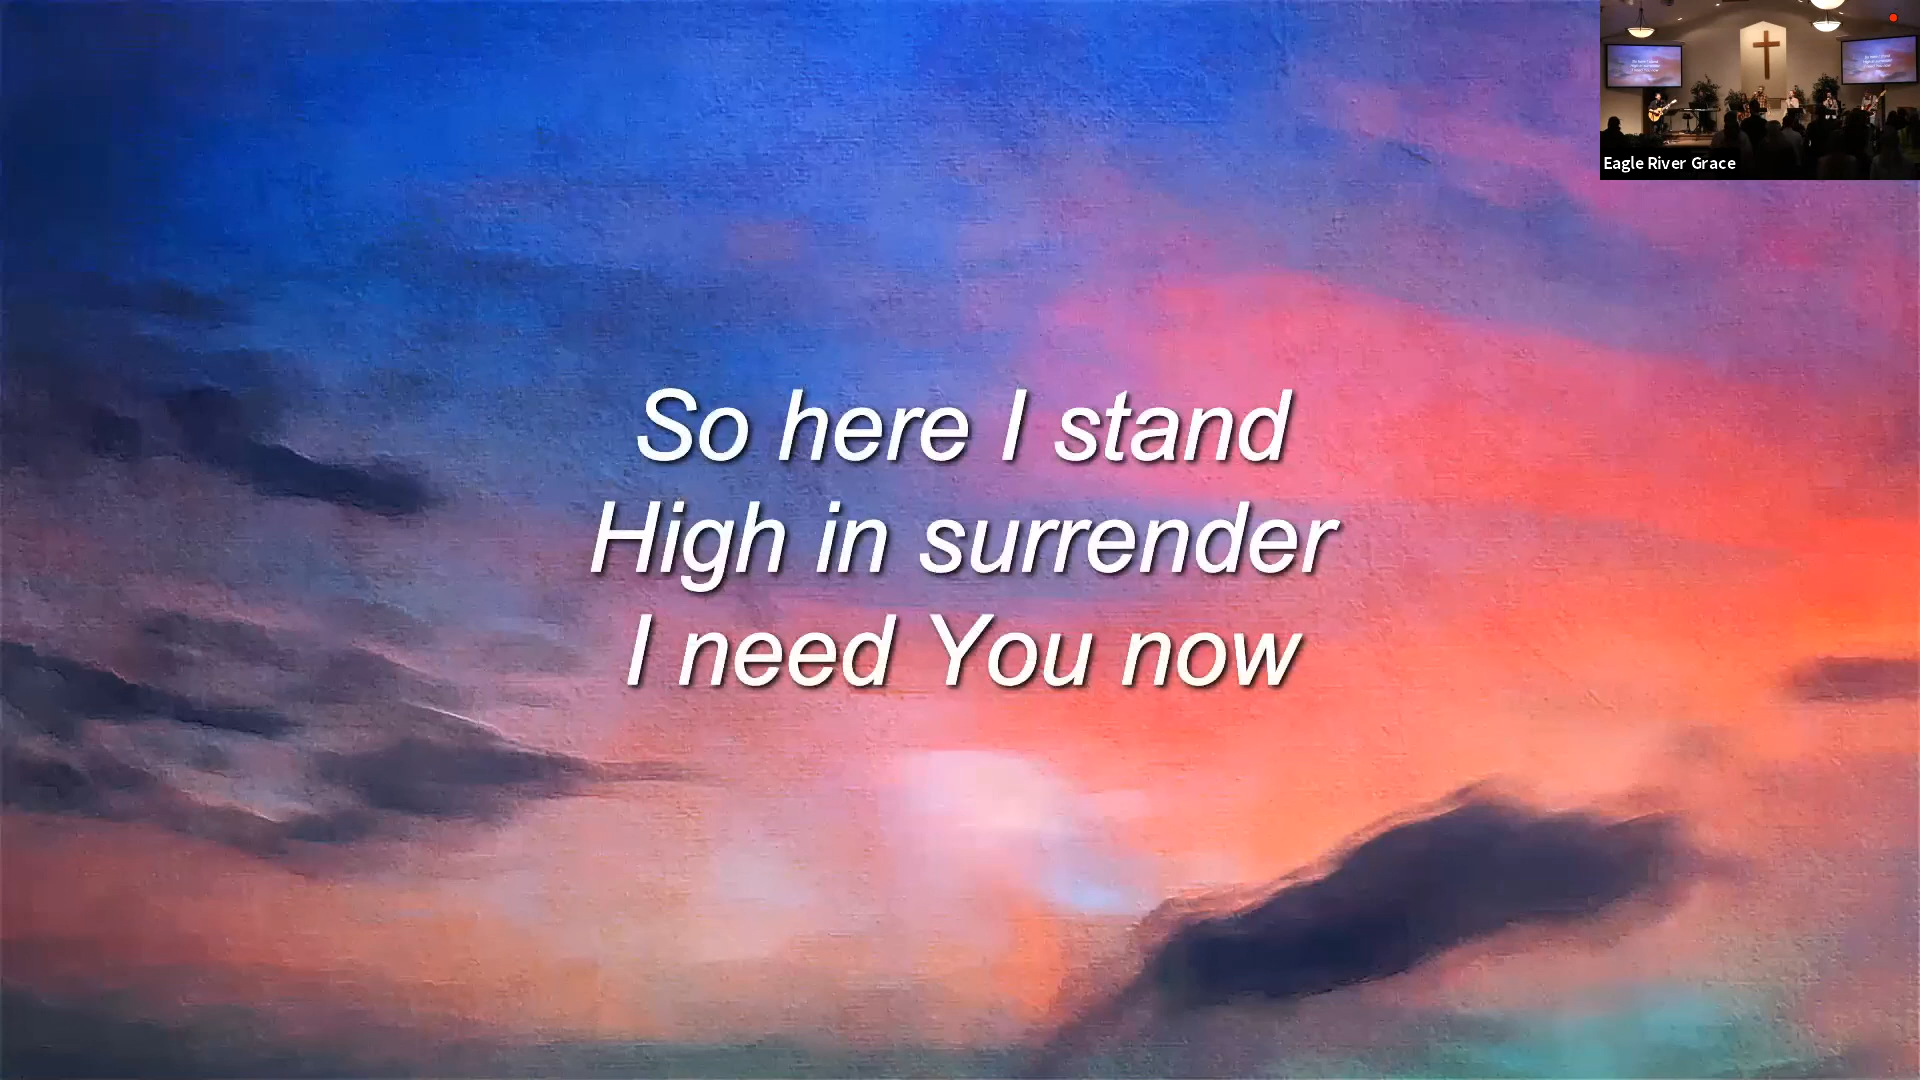 So here I stand
High in surrender
I need You now
Eagle River Grace